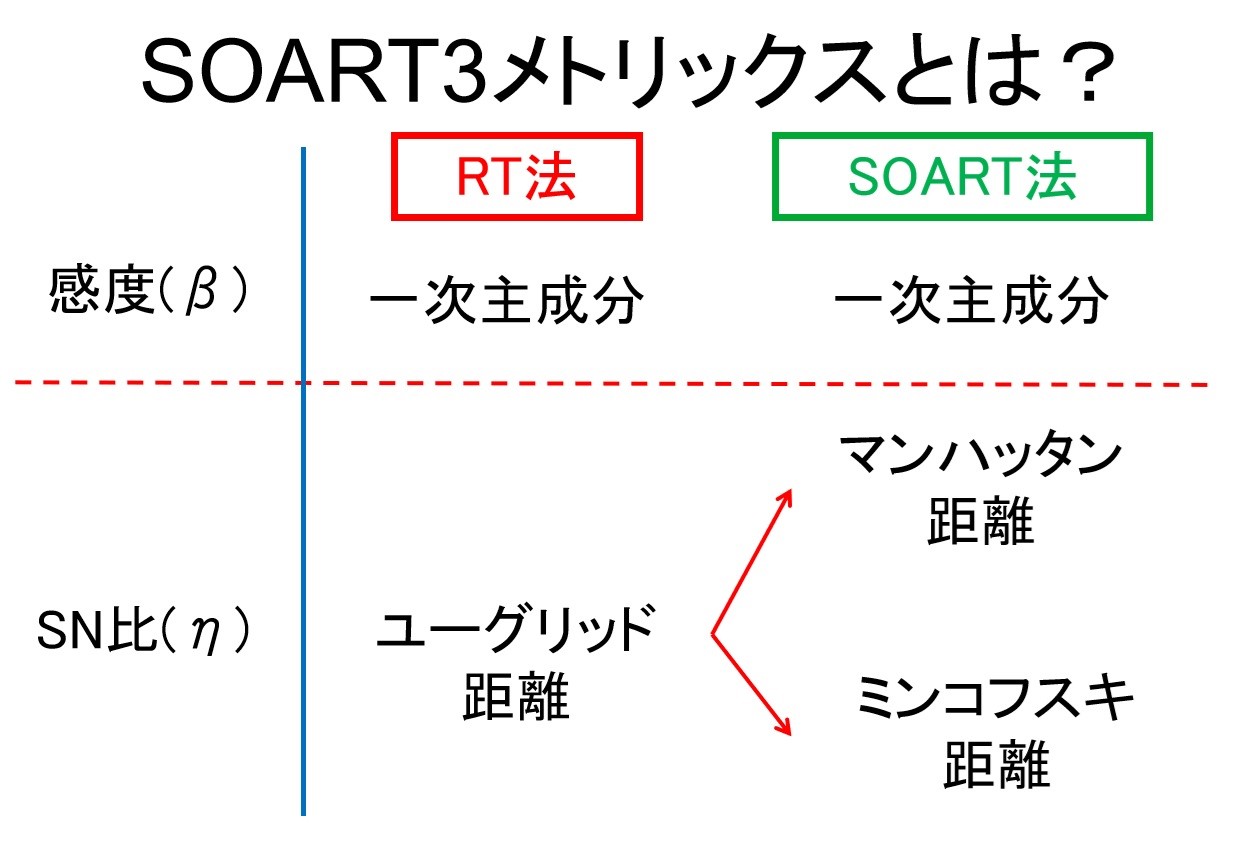 SOART3メトリックスとは?
RT法
SOART法
感度(β)
一次主成分
一次主成分
SN比(η)
ユーグリッド
距離
マンハッタン
距離
ミンコフスキ
距離